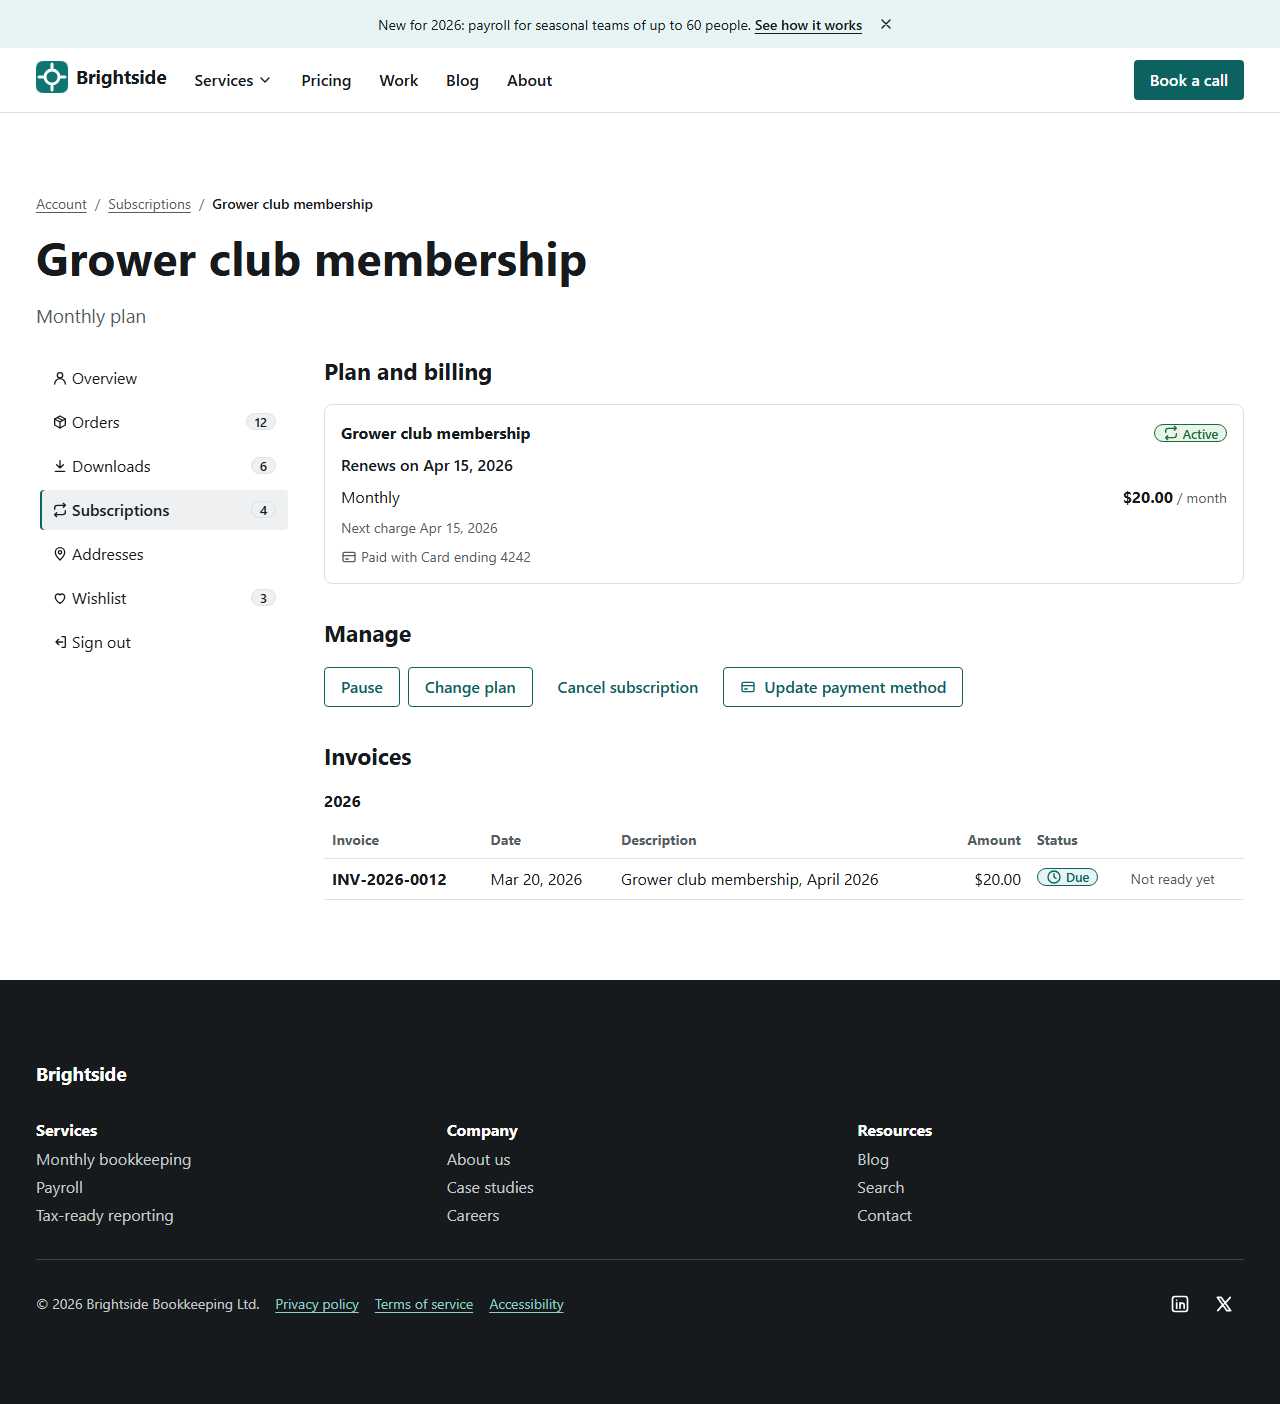 New for 2026: payroll for seasonal teams of up to 60 people. See how it works
Brightside
Services
Pricing
Work
Blog
About
Book a call
Account / Subscriptions / Grower club membership
Grower club membership
Monthly plan
Overview
Orders 12
Downloads 6
Subscriptions 4
Addresses
Wishlist 3
Sign out
Plan and billing
Grower club membership Active
Renews on Apr 15, 2026
Monthly $20.00 / month
Next charge Apr 15, 2026
Paid with Card ending 4242
Manage
Pause
Change plan
Cancel subscription
Update payment method
Invoices
2026
Invoice Date Description Amount Status
INV-2026-0012 Mar 20, 2026 Grower club membership, April 2026 $20.00 Due Not ready yet
Brightside
Services
Monthly bookkeeping
Payroll
Tax-ready reporting
Company
About us
Case studies
Careers
Resources
Blog
Search
Contact
© 2026 Brightside Bookkeeping Ltd. Privacy policy Terms of service Accessibility